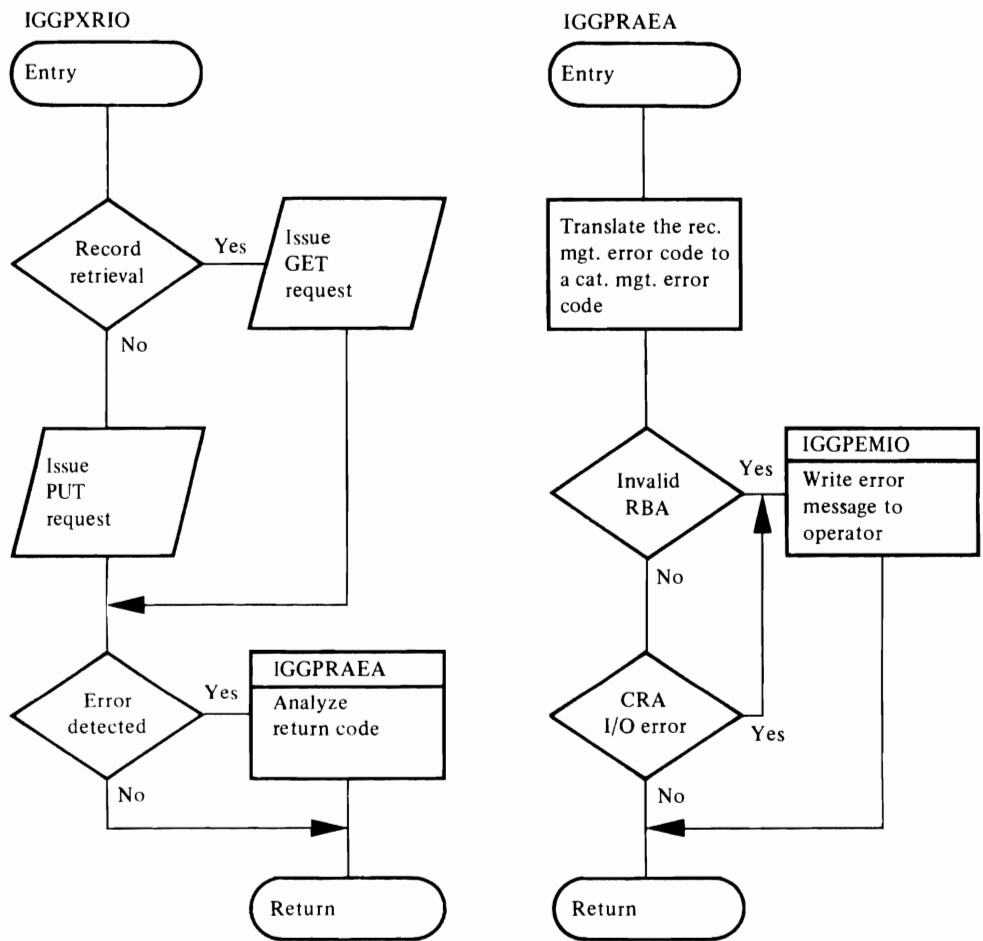 IGGPXRIO
Entry
Record
retrieval
Yes
No
Issue
GET
request
Issue
PUT
request
Error
detected
Yes
No
IGGPRAEA
Analyze
return code
Return
IGGPRAEA
Entry
Translate the rec.
mgt. error code to
a cat. mgt. error
code
Invalid
RBA
Yes
No
IGGPEMIO
Write error
message to
operator
CRA
I/O error
Yes
No
Return